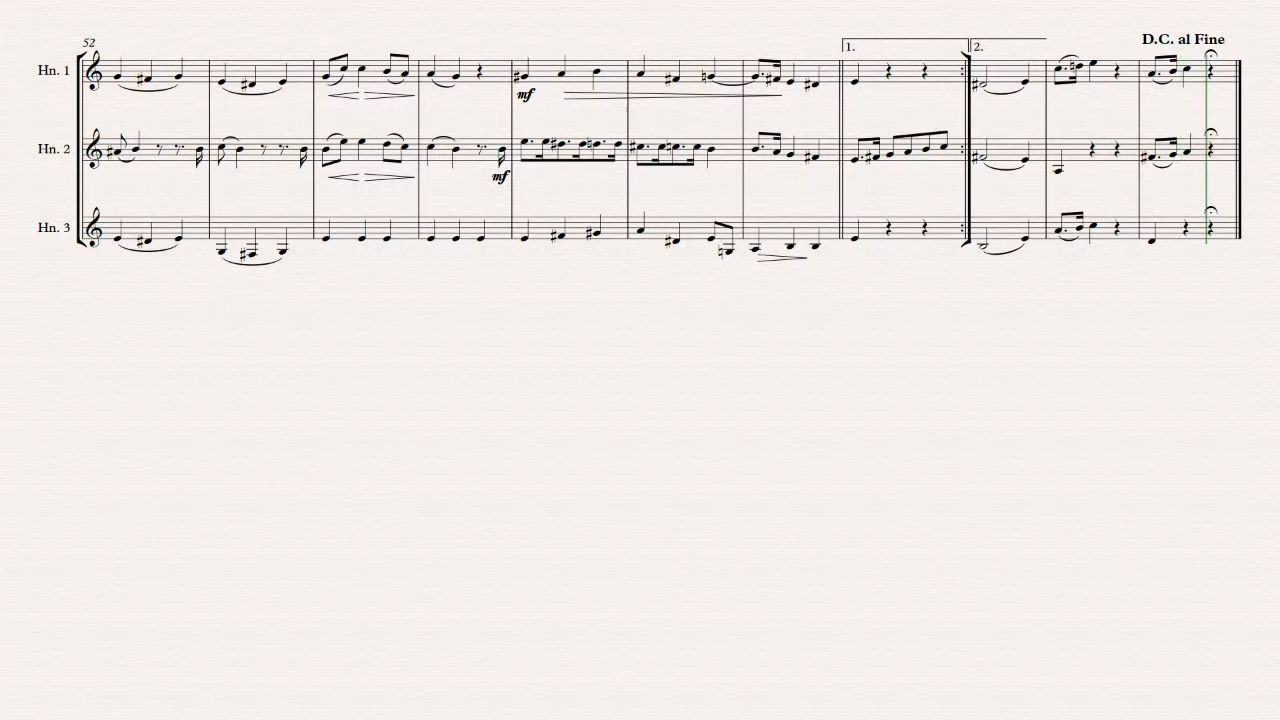 52
D.C. al Fine
1.
2.
Hn. 1
mf
Hn. 2
mf
Hn. 3